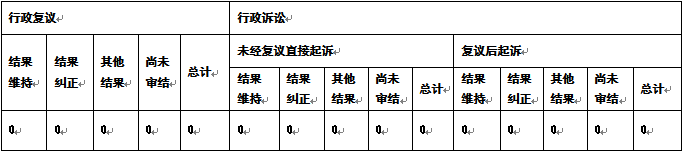 行政复议 行政诉讼
未经复议直接起诉 复议后起诉
结果维持 结果纠正 其他结果 尚未审结 总计 结果维持 结果纠正 其他结果 尚未审结 总计 结果维持 结果纠正 其他结果 尚未审结 总计
0 0 0 0 0 0 0 0 0 0 0 0 0 0 0